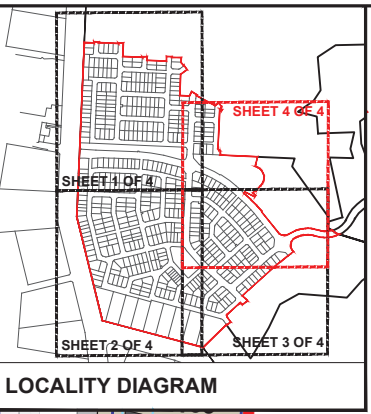 SHEET 4 OF 4
SHEET 1 OF 4
SHEET 2 OF 4
SHEET 3 OF 4
LOCALITY DIAGRAM